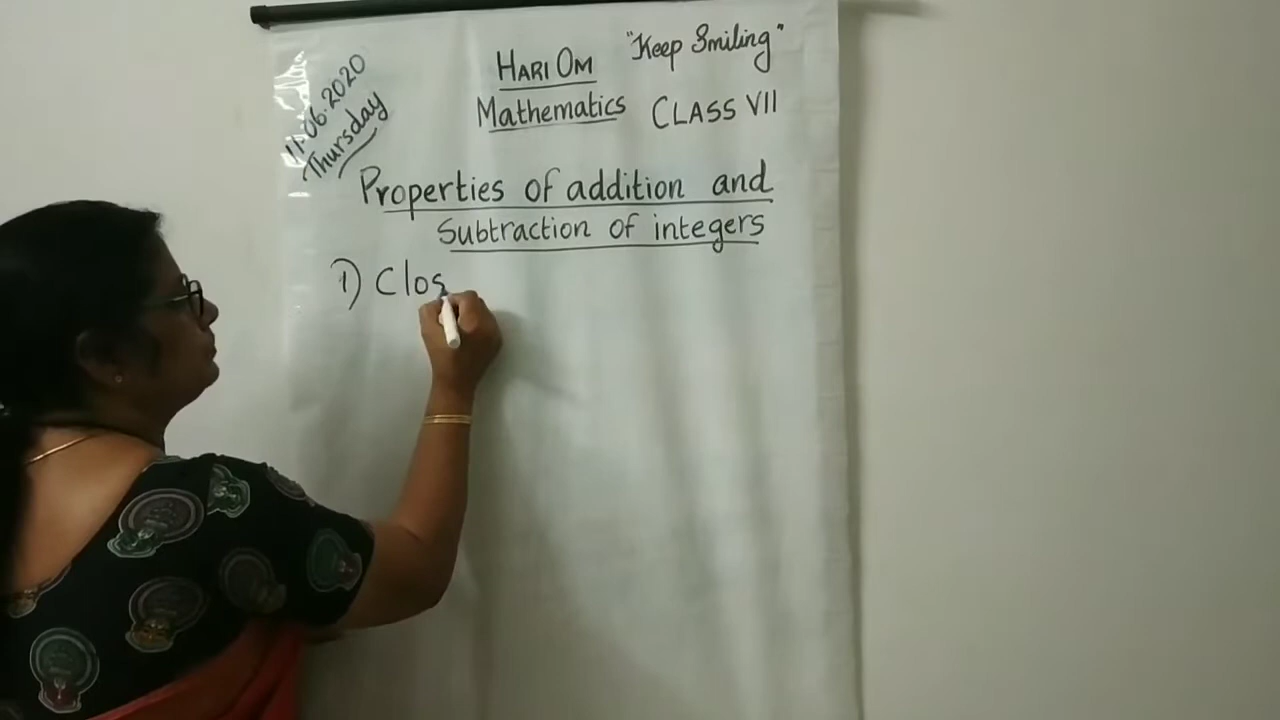 11.06.2020
Thursday
HARI OM "Keep Smiling"
Mathematics CLASS VII
Properties of addition and
Subtraction of integers
1) Clos